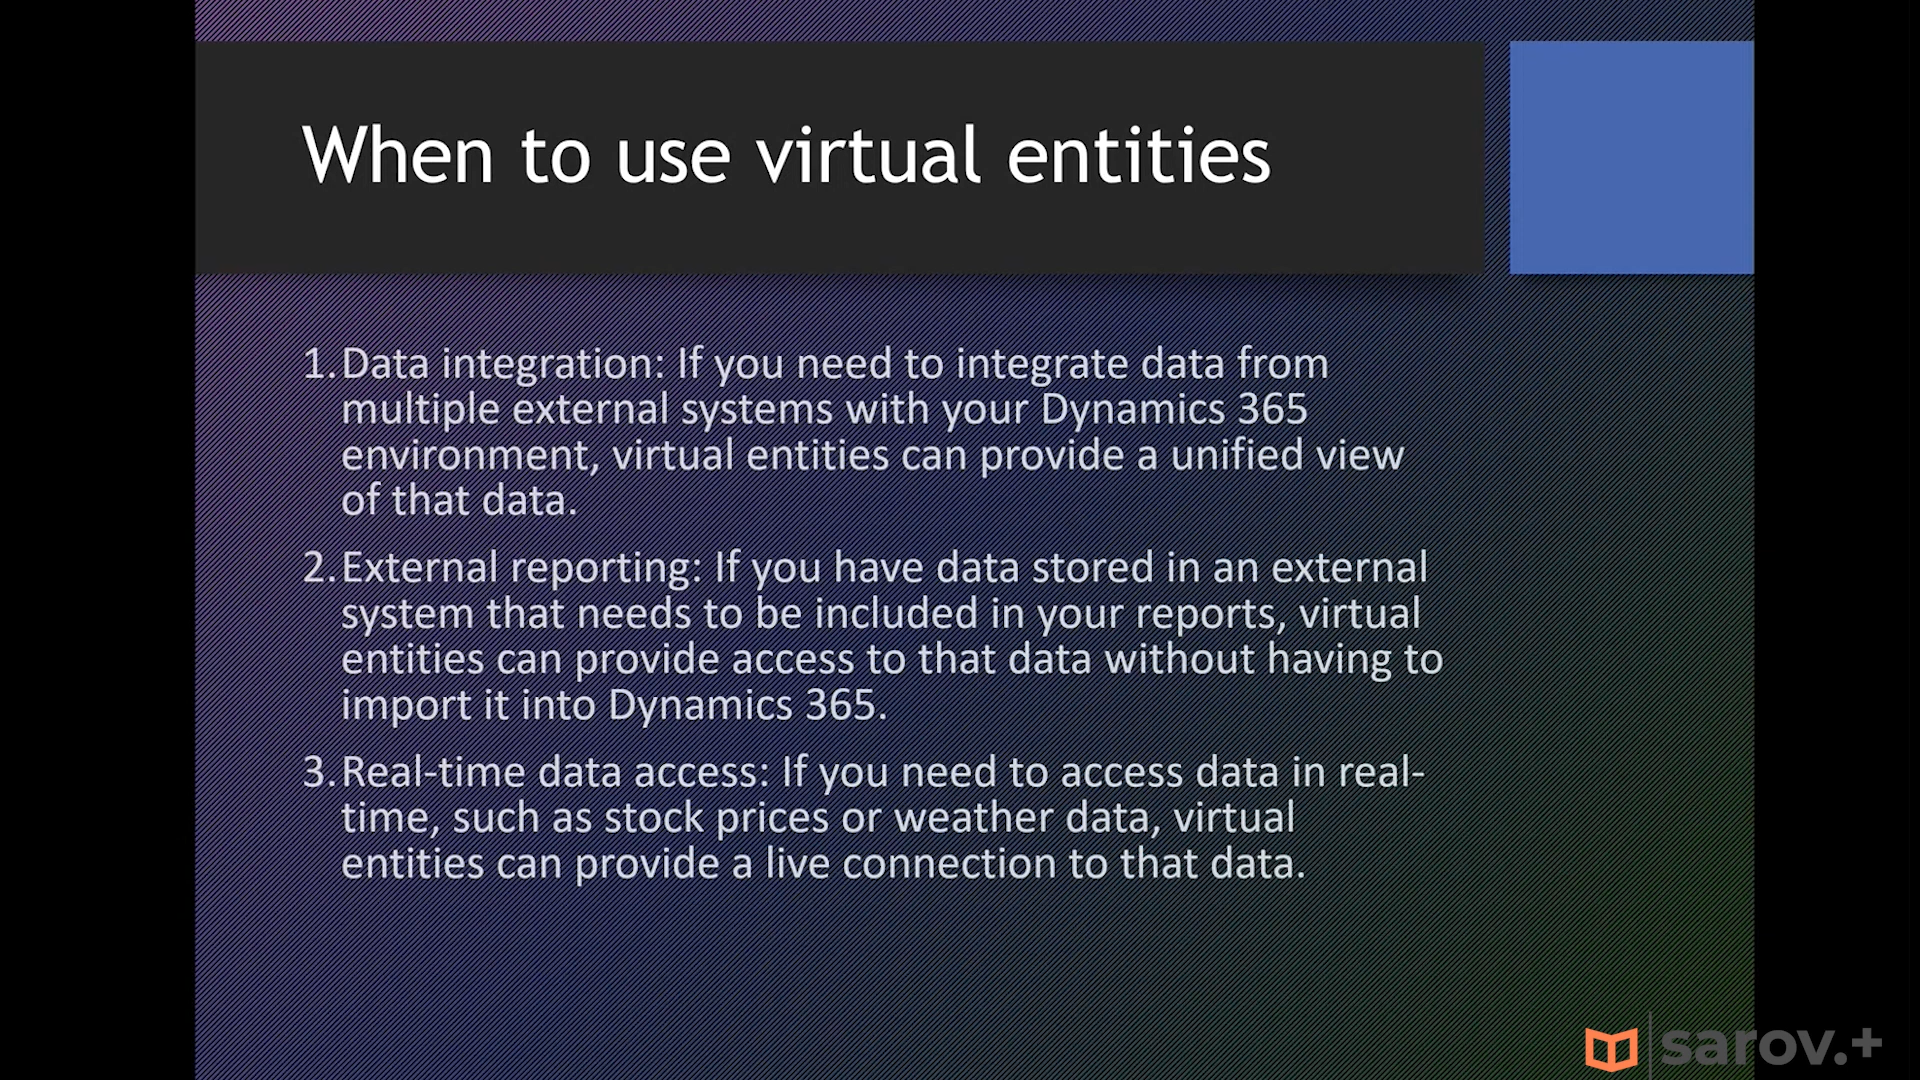 When to use virtual entities
1. Data integration: If you need to integrate data from
multiple external systems with your Dynamics 365
environment, virtual entities can provide a unified view
of that data.
2. External reporting: If you have data stored in an external
system that needs to be included in your reports, virtual
entities can provide access to that data without having to
import it into Dynamics 365.
3. Real-time data access: If you need to access data in real-
time, such as stock prices or weather data, virtual
entities can provide a live connection to that data.
sarov.+